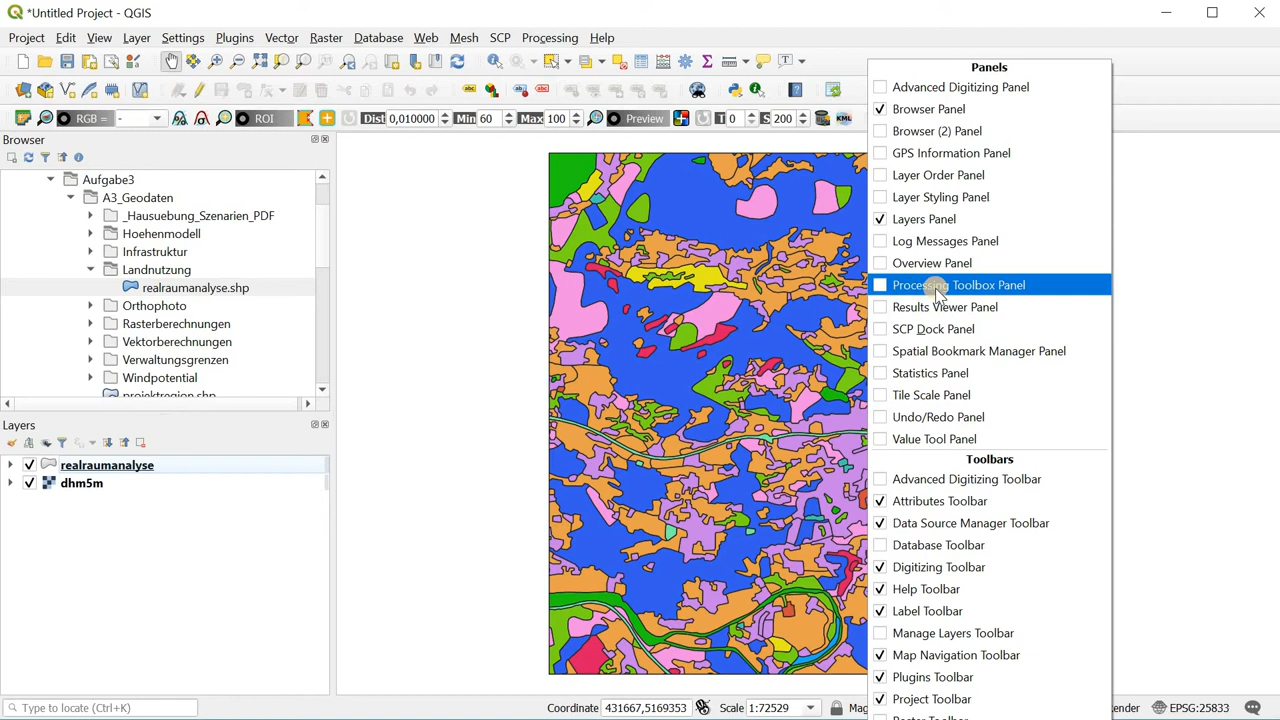 *Untitled Project - QGIS
Project Edit View Layer Settings Plugins Vector Raster Database Web Mesh SCP Processing Help
RGB = - ROI Dist 0,010000 Min 60 Max 100 Preview T 0 S 200 KML
Browser
Aufgabe3
A3_Geodaten
_Hausuebung_Szenarien_PDF
Hoehenmodell
Infrastruktur
Landnutzung
realraumanalyse.shp
Orthophoto
Rasterberechnungen
Vektorberechnungen
Verwaltungsgrenzen
Windpotential
projektregion.shp
Layers
realraumanalyse
dhm5m
Panels
Advanced Digitizing Panel
Browser Panel
Browser (2) Panel
GPS Information Panel
Layer Order Panel
Layer Styling Panel
Layers Panel
Log Messages Panel
Overview Panel
Processing Toolbox Panel
Results Viewer Panel
SCP Dock Panel
Spatial Bookmark Manager Panel
Statistics Panel
Tile Scale Panel
Undo/Redo Panel
Value Tool Panel
Toolbars
Advanced Digitizing Toolbar
Attributes Toolbar
Data Source Manager Toolbar
Database Toolbar
Digitizing Toolbar
Help Toolbar
Label Toolbar
Manage Layers Toolbar
Map Navigation Toolbar
Plugins Toolbar
Project Toolbar
Raster Toolbar
Type to locate (Ctrl+K) Coordinate 431667,5169353 Scale 1:72529 Mag ender EPSG:25833